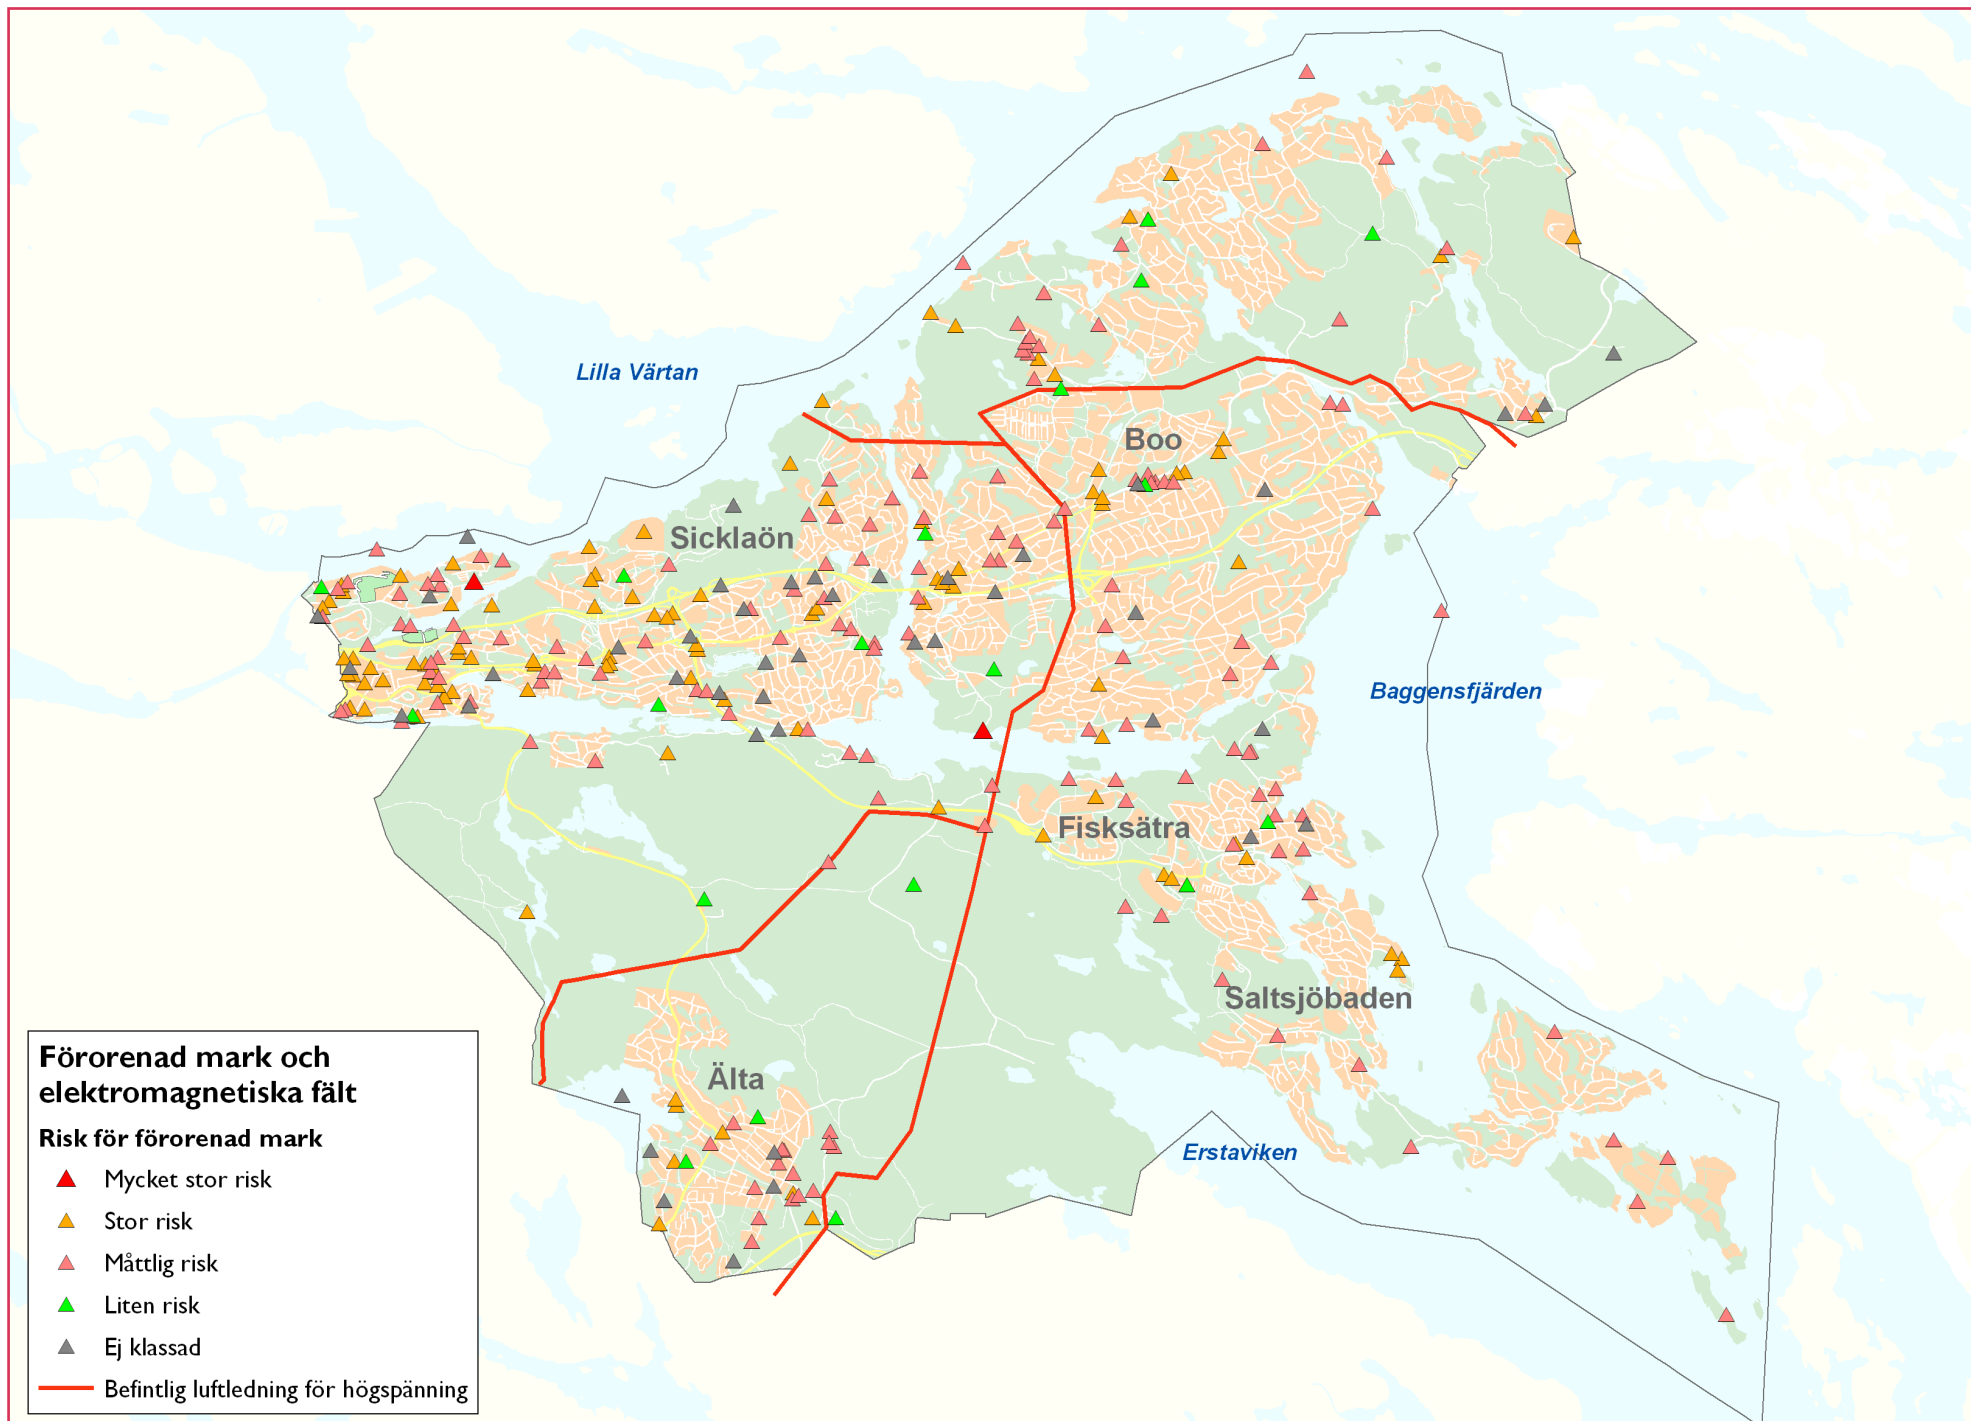 Lilla Värtan
Boo
Sicklaön
Baggensfjärden
Fisksätra
Saltsjöbaden
Älta
Erstaviken
Förorenad mark och
elektromagnetiska fält
Risk för förorenad mark
Mycket stor risk
Stor risk
Måttlig risk
Liten risk
Ej klassad
Befintlig luftledning för högspänning